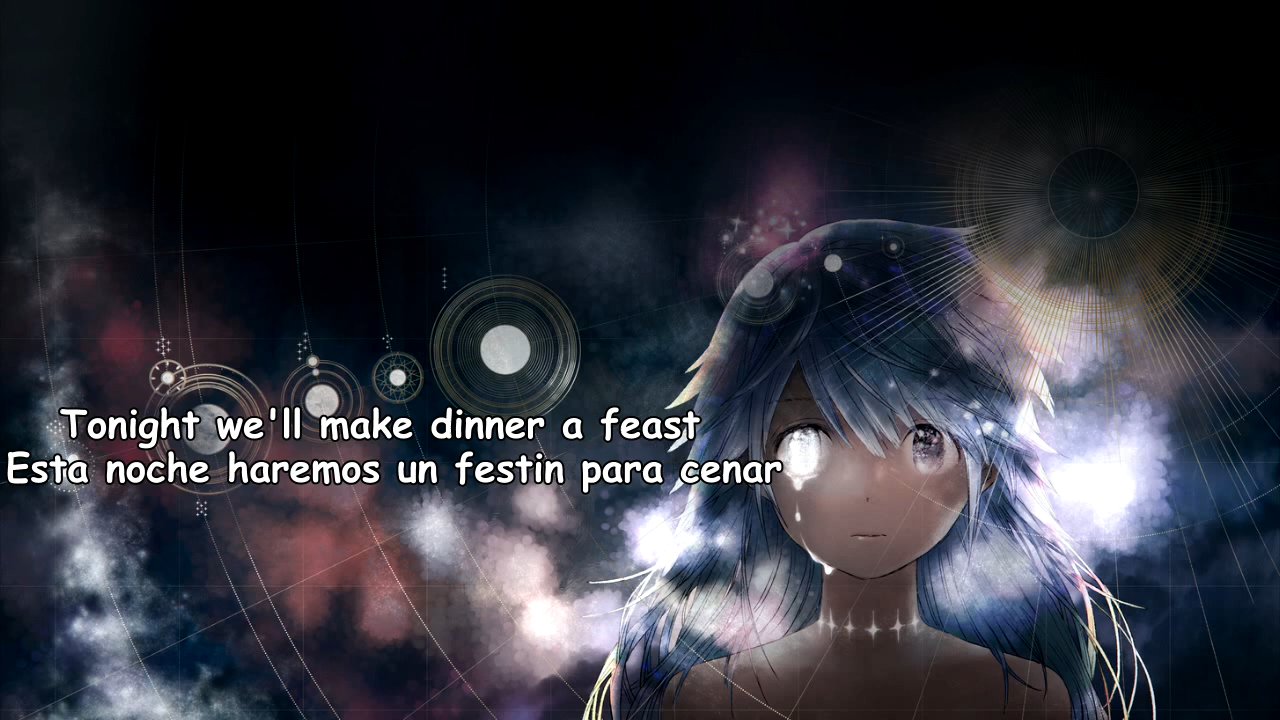 Tonight we'll make dinner a feast
Esta noche haremos un festin para cenar